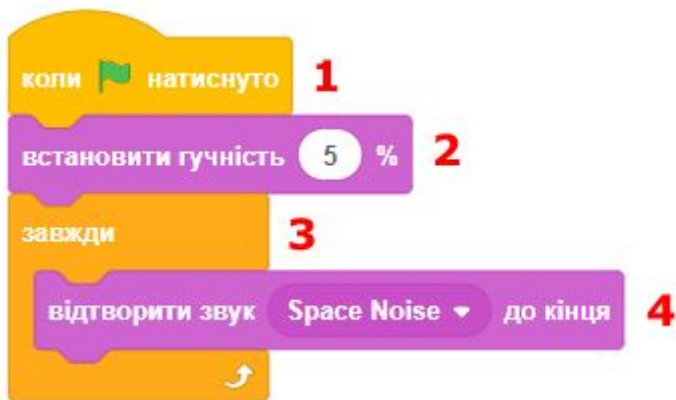 коли натиснуто 1
встановити гучність 5 % 2
завжди 3
відтворити звук Space Noise до кінця 4